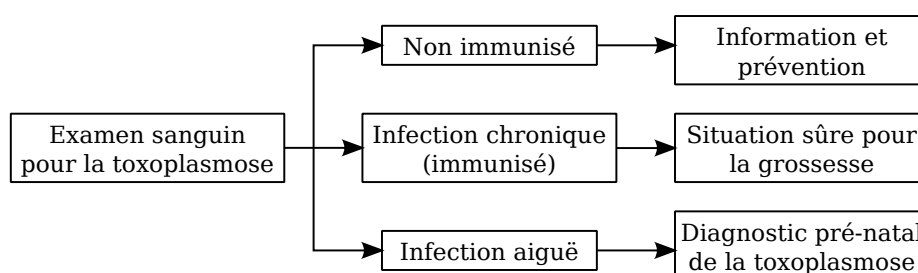 Examen sanguin
pour la toxoplasmose
Non immunisé
Information et
prévention
Infection chronique
(immunisé)
Situation sûre pour
la grossesse
Infection aiguë
Diagnostic pré-natal
de la toxoplasmose